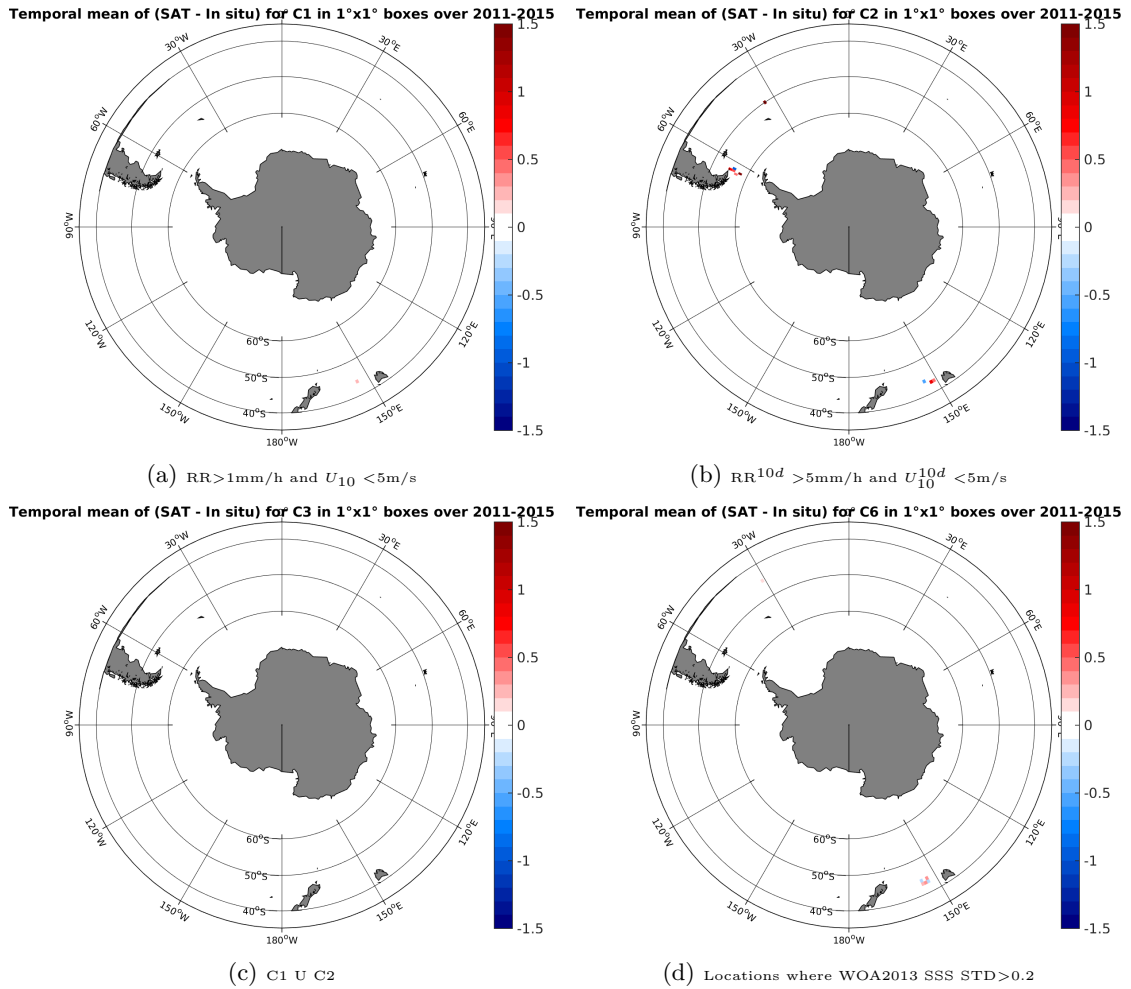 Temporal mean of (SAT - In situ) for C1 in 1°x1° boxes over 2011-2015
30°W
30°E
60°W
60°E
90°W
120°W
120°E
60°S
50°S
40°S
150°W
150°E
180°W
1.5
1
0.5
0
-0.5
-1
-1.5
(a) RR>1mm/h and U10 <5m/s
Temporal mean of (SAT - In situ) for C2 in 1°x1° boxes over 2011-2015
30°W
30°E
60°W
60°E
90°W
120°W
120°E
60°S
50°S
40°S
150°W
150°E
180°W
1.5
1
0.5
0
-0.5
-1
-1.5
(b) RR^10d >5mm/h and U10^10d <5m/s
Temporal mean of (SAT - In situ) for C3 in 1°x1° boxes over 2011-2015
30°W
30°E
60°W
60°E
90°W
120°W
120°E
60°S
50°S
40°S
150°W
150°E
180°W
1.5
1
0.5
0
-0.5
-1
-1.5
(c) C1 U C2
Temporal mean of (SAT - In situ) for C6 in 1°x1° boxes over 2011-2015
30°W
30°E
60°W
60°E
90°W
120°W
120°E
60°S
50°S
40°S
150°W
150°E
180°W
1.5
1
0.5
0
-0.5
-1
-1.5
(d) Locations where WOA2013 SSS STD>0.2